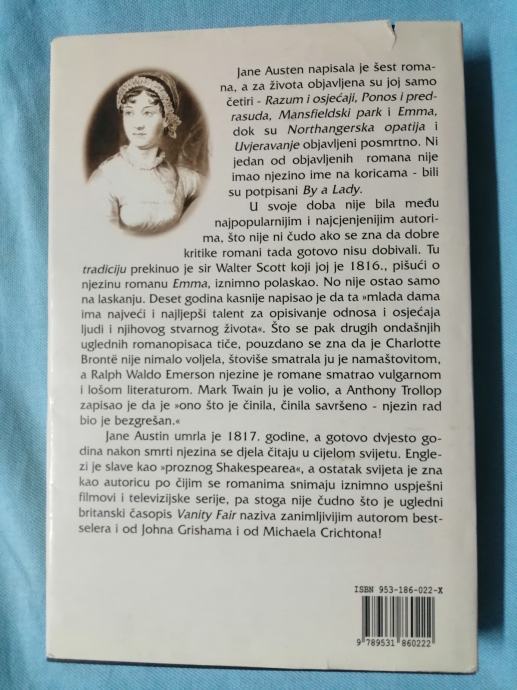 Jane Austen napisala je šest roma-
na, a za života objavljena su joj samo
četiri - Razum i osjećaji, Ponos i pred-
rasuda, Mansfieldski park i Emma,
dok su Northangerska opatija i
Uvjeravanje objavljeni posmrtno. Ni
jedan od objavljenih romana nije
imao njezino ime na koricama - bili
su potpisani By a Lady.
U svoje doba nije bila među
najpopularnijim i najcjenjenijim autori-
ma, što nije ni čudo ako se zna da dobre
kritike romani tada gotovo nisu dobivali. Tu
tradiciju prekinuo je sir Walter Scott koji joj je 1816., pišući o
njezinu romanu Emma, iznimno polaskao. No nije ostao samo
na laskanju. Deset godina kasnije napisao je da ta »mlada dama
ima najveći i najljepši talent za opisivanje odnosa i osjećaja
ljudi i njihovog stvarnog života«. Što se pak drugih ondašnjih
uglednih romanopisaca tiče, pouzdano se zna da je Charlotte
Brontë nije nimalo voljela, štoviše smatrala ju je namaštovitom,
a Ralph Waldo Emerson njezine je romane smatrao vulgarnom
i lošom literaturom. Mark Twain ju je volio, a Anthony Trollop
zapisao je da je »ono što je činila, činila savršeno - njezin rad
bio je bezgrešan.«
Jane Austin umrla je 1817. godine, a gotovo dvjesto go-
dina nakon smrti njezina se djela čitaju u cijelom svijetu. Engle-
zi je slave kao »proznog Shakespearea«, a ostatak svijeta je zna
kao autoricu po čijim se romanima snimaju iznimno uspješni
filmovi i televizijske serije, pa stoga nije čudno što je ugledni
britanski časopis Vanity Fair naziva zanimljivijim autorom best-
selera i od Johna Grishama i od Michaela Crichtona!
ISBN 953-186-022-X
9 789531 860222